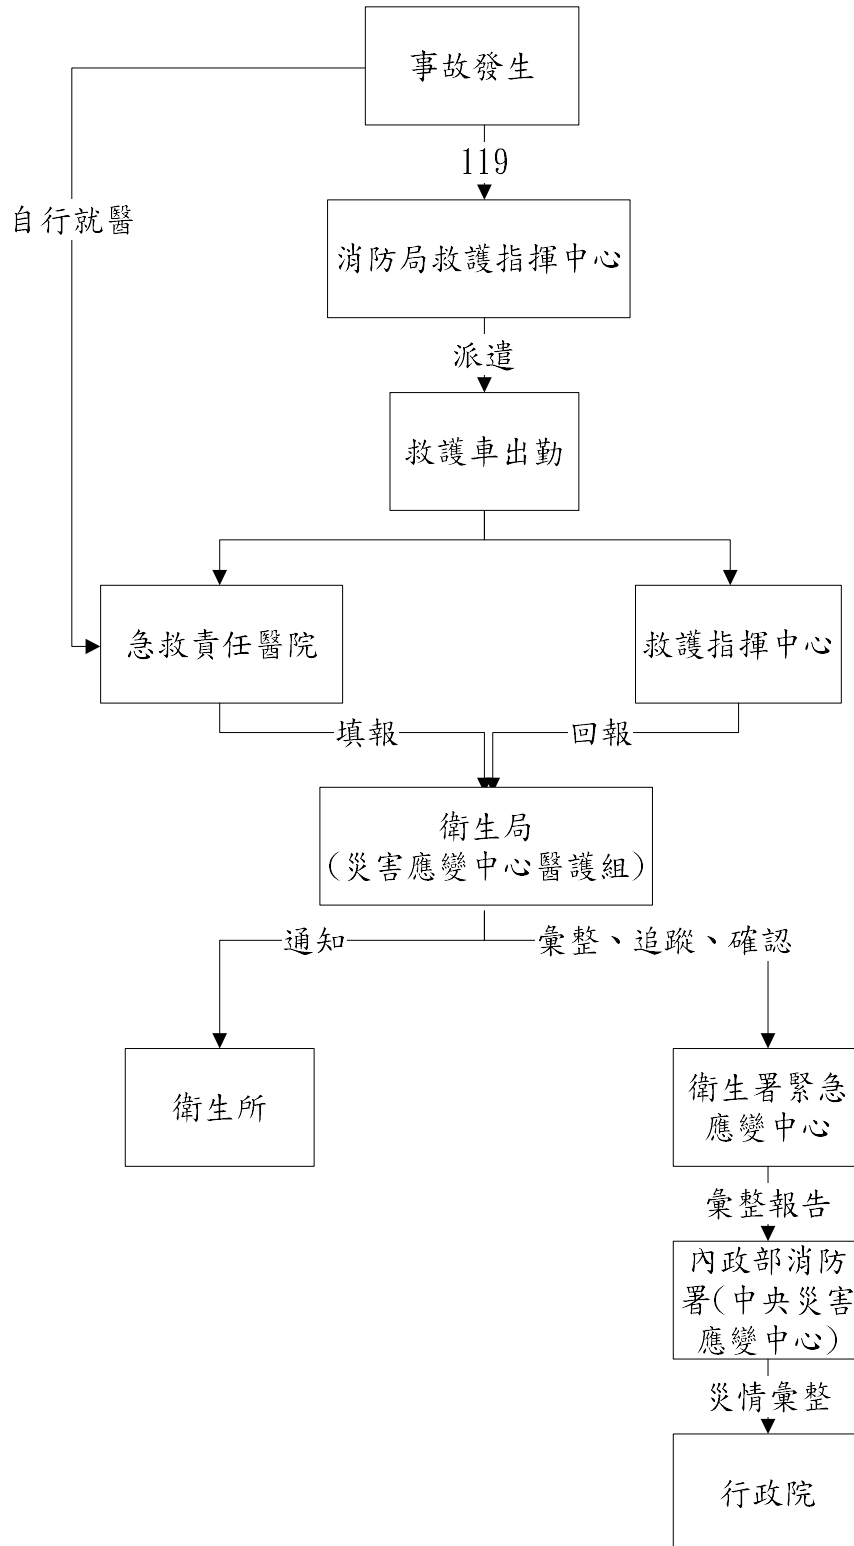 事故發生
119
自行就醫
消防局救護指揮中心
派遣
救護車出勤
急救責任醫院
救護指揮中心
填報
回報
衛生局
（災害應變中心醫護組）
通知
彙整、追蹤、確認
衛生所
衛生署緊急
應變中心
彙整報告
內政部消防
署(中央災害
應變中心)
災情彙整
行政院